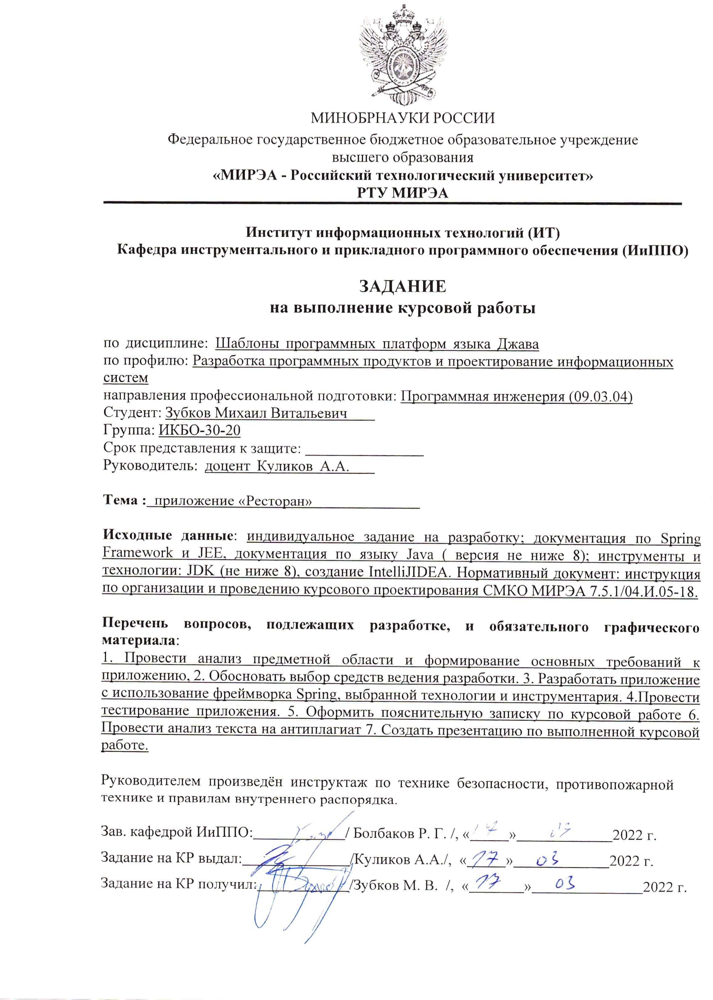 МИНОБРНАУКИ РОССИИ
Федеральное государственное бюджетное образовательное учреждение
высшего образования
«МИРЭА - Российский технологический университет»
РТУ МИРЭА
Институт информационных технологий (ИТ)
Кафедра инструментального и прикладного программного обеспечения (ИиППО)
ЗАДАНИЕ
на выполнение курсовой работы
по дисциплине: Шаблоны программных платформ языка Джава
по профилю: Разработка программных продуктов и проектирование информационных
систем
направления профессиональной подготовки: Программная инженерия (09.03.04)
Студент: Зубков Михаил Витальевич
Группа: ИКБО-30-20
Срок представления к защите:
Руководитель: доцент Куликов А.А.
Тема : приложение «Ресторан»
Исходные данные: индивидуальное задание на разработку; документация по Spring
Framework и JEE, документация по языку Java ( версия не ниже 8); инструменты и
технологии: JDK (не ниже 8), создание IntelliJIDEA. Нормативный документ: инструкция
по организации и проведению курсового проектирования СМКО МИРЭА 7.5.1/04.И.05-18.
Перечень вопросов, подлежащих разработке, и обязательного графического
материала:
1. Провести анализ предметной области и формирование основных требований к
приложению, 2. Обосновать выбор средств ведения разработки. 3. Разработать приложение
с использование фреймворка Spring, выбранной технологии и инструментария. 4.Провести
тестирование приложения. 5. Оформить пояснительную записку по курсовой работе 6.
Провести анализ текста на антиплагиат 7. Создать презентацию по выполненной курсовой
работе.
Руководителем произведён инструктаж по технике безопасности, противопожарной
технике и правилам внутреннего распорядка.
Зав. кафедрой ИиППО: / Болбаков Р. Г. /, «17» 03 2022 г.
Задание на КР выдал: /Куликов А.А./, «17» 03 2022 г.
Задание на КР получил: /Зубков М. В. /, «17» 03 2022 г.